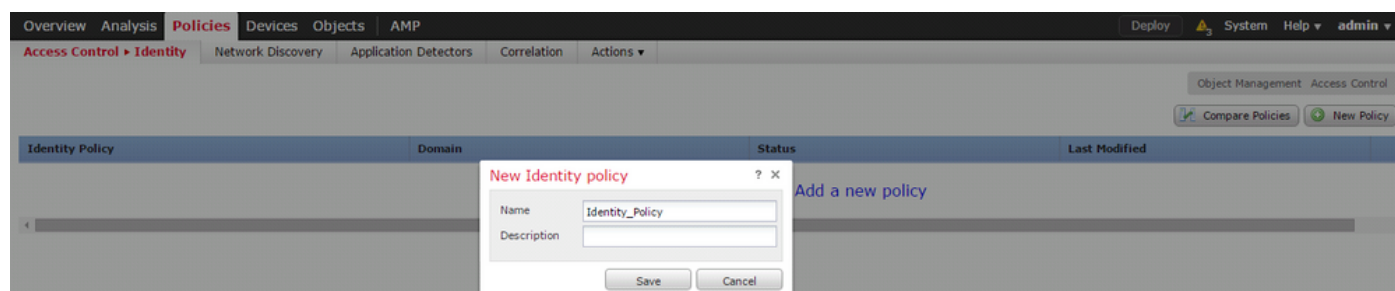 Overview Analysis Policies Devices Objects AMP Deploy 3 System Help ▾ admin ▾
Access Control ▸ Identity Network Discovery Application Detectors Correlation Actions ▾
Object Management Access Control
Compare Policies New Policy
Identity Policy Domain Status Last Modified
New Identity policy ? ×
Add a new policy
Name Identity_Policy
Description
Save Cancel